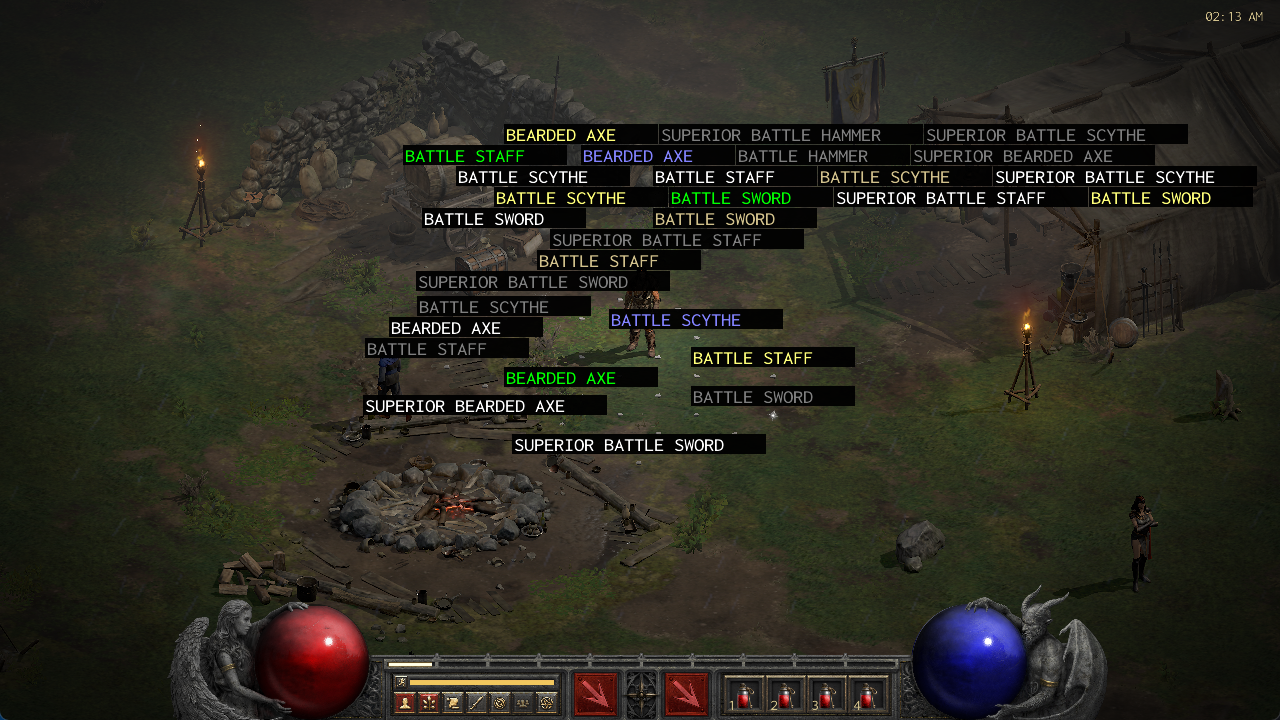 02:13 AM
BEARDED AXE SUPERIOR BATTLE HAMMER SUPERIOR BATTLE SCYTHE
BATTLE STAFF BEARDED AXE BATTLE HAMMER SUPERIOR BEARDED AXE
BATTLE SCYTHE BATTLE STAFF BATTLE SCYTHE SUPERIOR BATTLE SCYTHE
BATTLE SCYTHE BATTLE SWORD SUPERIOR BATTLE STAFF BATTLE SWORD
BATTLE SWORD BATTLE SWORD
SUPERIOR BATTLE STAFF
BATTLE STAFF
SUPERIOR BATTLE SWORD
BATTLE SCYTHE
BATTLE SCYTHE
BEARDED AXE
BATTLE STAFF
BATTLE STAFF
BEARDED AXE
BATTLE SWORD
SUPERIOR BEARDED AXE
SUPERIOR BATTLE SWORD
1 2 3 4